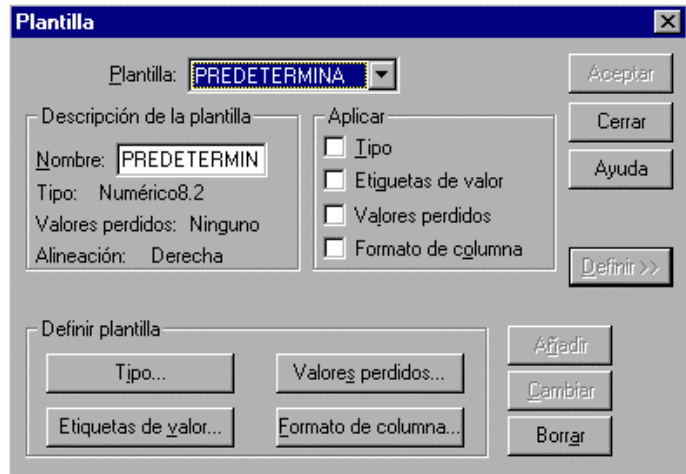 Plantilla
Plantilla: PREDETERMINA
Aceptar
Descripción de la plantilla
Aplicar
Cerrar
Nombre: PREDETERMIN
Tipo
Ayuda
Tipo: Numérico8.2
Etiquetas de valor
Valores perdidos: Ninguno
Valores perdidos
Alineación: Derecha
Formato de columna
Definir >>
Definir plantilla
Tipo...
Valores perdidos...
Añadir
Cambiar
Etiquetas de valor...
Formato de columna...
Borrar